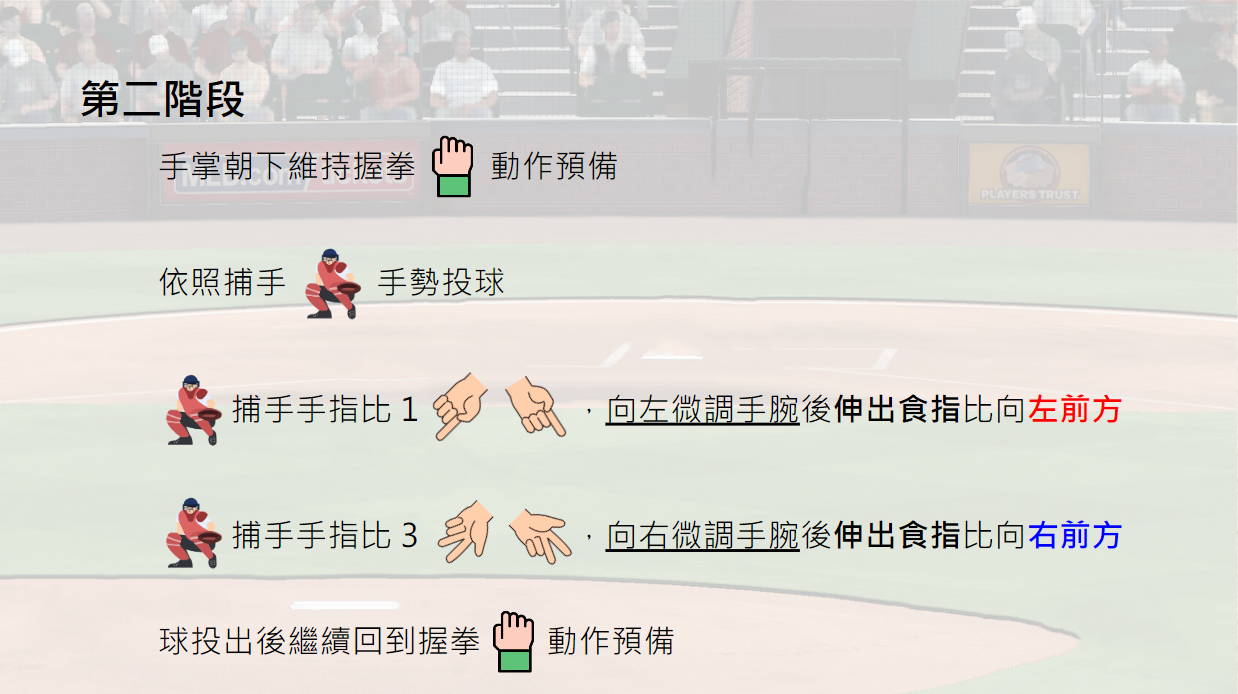 第二階段
手掌朝下維持握拳 動作預備
依照捕手 手勢投球
PLAYERS TRUST
捕手手指比 1 ，向左微調手腕後伸出食指比向左前方
捕手手指比 3 ，向右微調手腕後伸出食指比向右前方
球投出後繼續回到握拳 動作預備